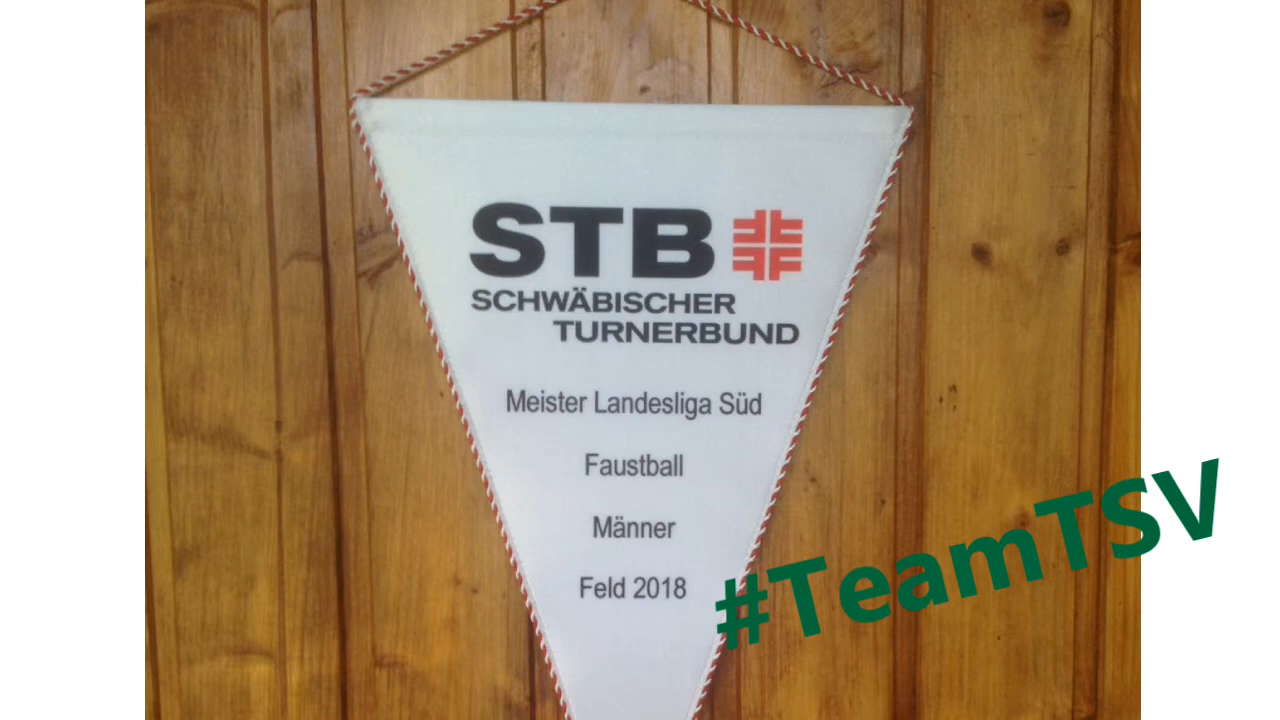 STB
SCHWÄBISCHER
TURNERBUND
Meister Landesliga Süd
Faustball
Männer
Feld 2018
#TeamTSV